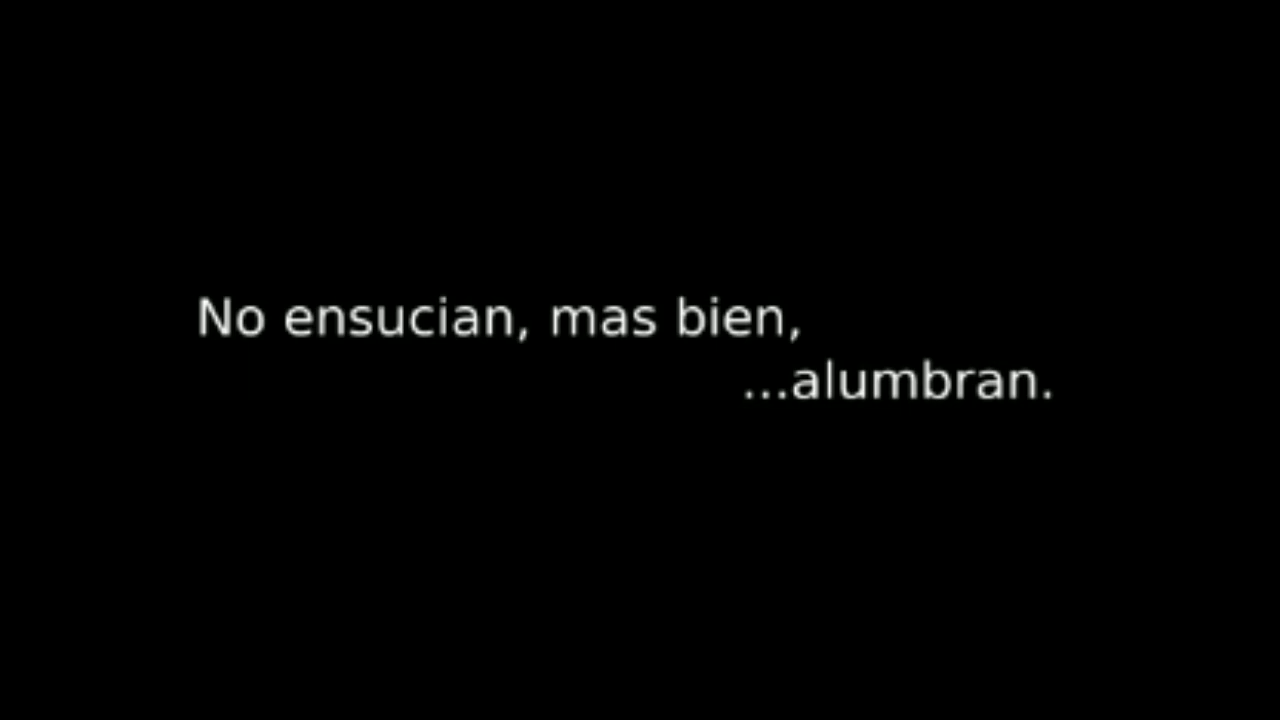 No ensucian, mas bien,
...alumbran.